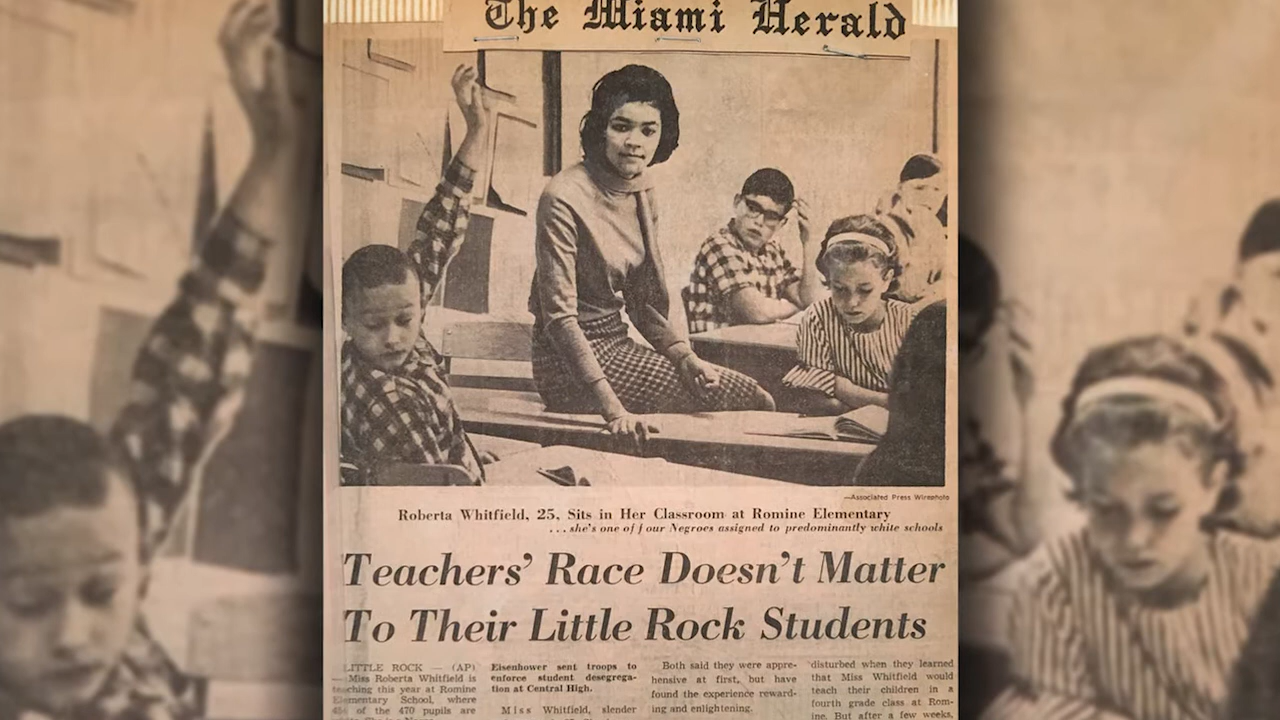 The Miami Herald
—Associated Press Wirephoto
Roberta Whitfield, 25, Sits in Her Classroom at Romine Elementary
. . . she's one of four Negroes assigned to predominantly white schools
Teachers' Race Doesn't Matter
To Their Little Rock Students
LITTLE ROCK — (AP)
— Miss Roberta Whitfield is
teaching this year at Romine
Elementary School, where
of the 470 pupils are
Eisenhower sent troops to
enforce student desegrega-
tion at Central High.
Miss Whitfield, slender
Both said they were appre-
hensive at first, but have
found the experience reward-
ing and enlightening.
disturbed when they learned
that Miss Whitfield would
teach their children in a
fourth grade class at Rom-
ine. But after a few weeks,